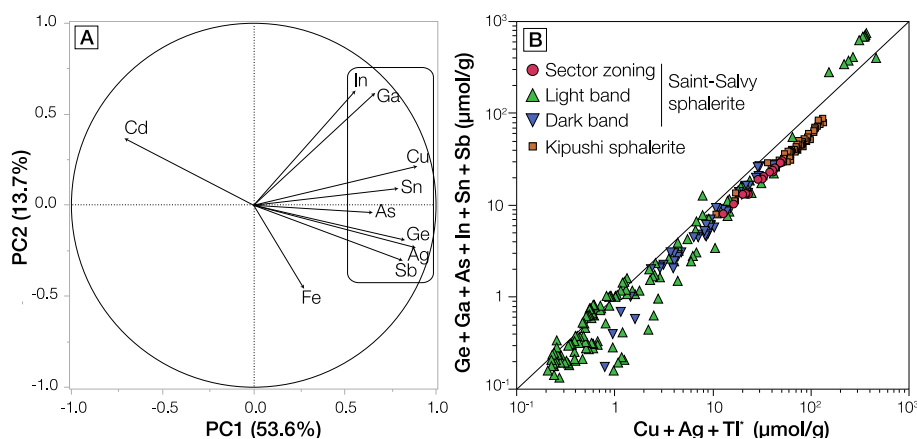 A
PC2 (13.7%)
1.0
0.5
0.0
-0.5
-1.0
-1.0
-0.5
0.0
0.5
1.0
PC1 (53.6%)
Cd
In
Ga
Cu
Sn
As
Ge
Ag
Sb
Fe
B
Ge + Ga + As + In + Sn + Sb (μmol/g)
10³
10²
10
1
10⁻¹
10⁻¹
1
10
10²
10³
Cu + Ag + Tl* (μmol/g)
Sector zoning
Light band
Dark band
Saint-Salvy
sphalerite
Kipushi sphalerite